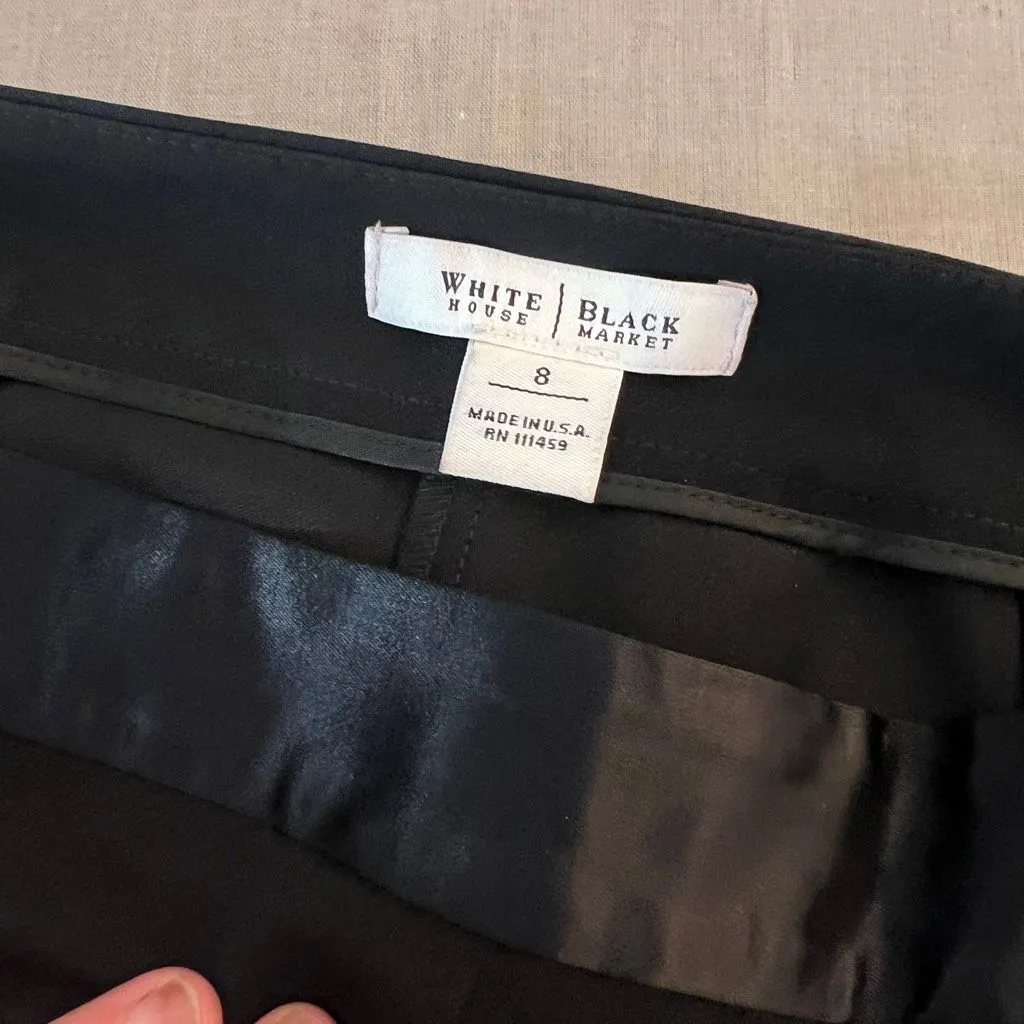 WHITE | BLACK
HOUSE | MARKET
8
MADE IN U.S.A.
RN 111459